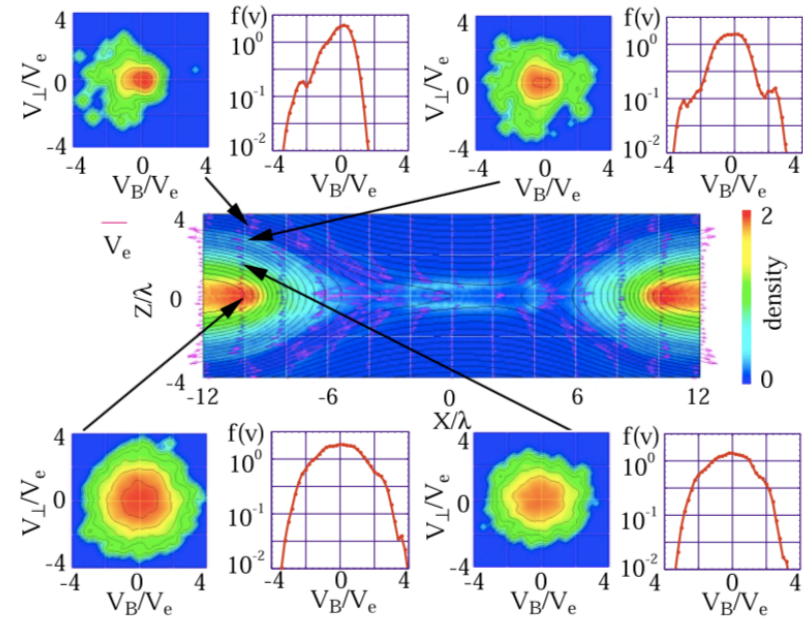 4 f(v) 4 f(v)
V⊥/Ve 10^0 V⊥/Ve 10^0
0 10^-1 0 10^-1
-4 10^-2 -4 10^-2
-4 0 4 -4 0 4 -4 0 4 -4 0 4
VB/Ve VB/Ve VB/Ve VB/Ve
Ve
4 2
Z/λ 0 density
-4 0
-12 -6 0 6 12
X/λ
4 f(v) 4 f(v)
V⊥/Ve 10^0 V⊥/Ve 10^0
0 10^-1 0 10^-1
-4 10^-2 -4 10^-2
-4 0 4 -4 0 4 -4 0 4 4 0 4
VB/Ve VB/Ve VB/Ve VB/Ve